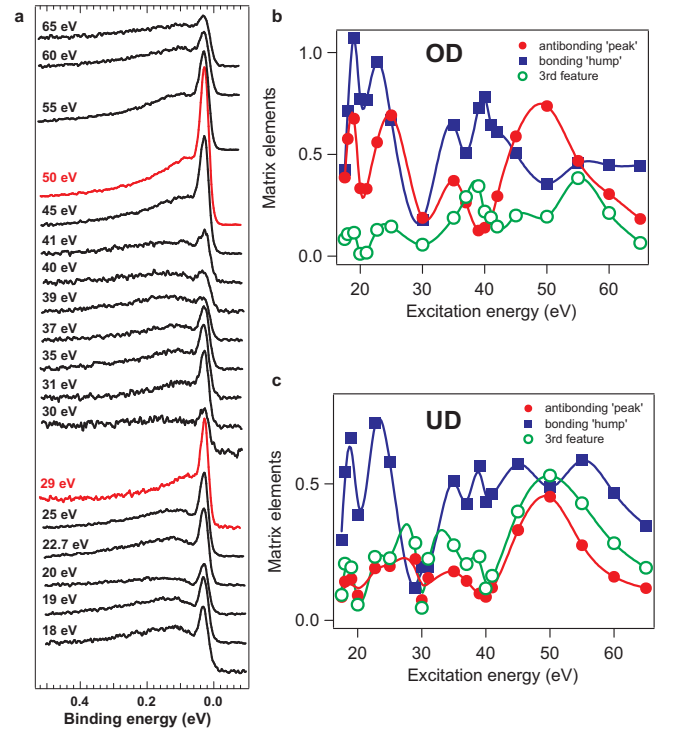 a
65 eV
60 eV
55 eV
50 eV
45 eV
41 eV
40 eV
39 eV
37 eV
35 eV
31 eV
30 eV
29 eV
25 eV
22.7 eV
20 eV
19 eV
18 eV
0.4 0.2 0.0
Binding energy (eV)
b
OD
antibonding 'peak'
bonding 'hump'
3rd feature
Matrix elements
1.0
0.5
0.0
20 30 40 50 60
Excitation energy (eV)
c
UD
antibonding 'peak'
bonding 'hump'
3rd feature
Matrix elements
0.5
0.0
20 30 40 50 60
Excitation energy (eV)